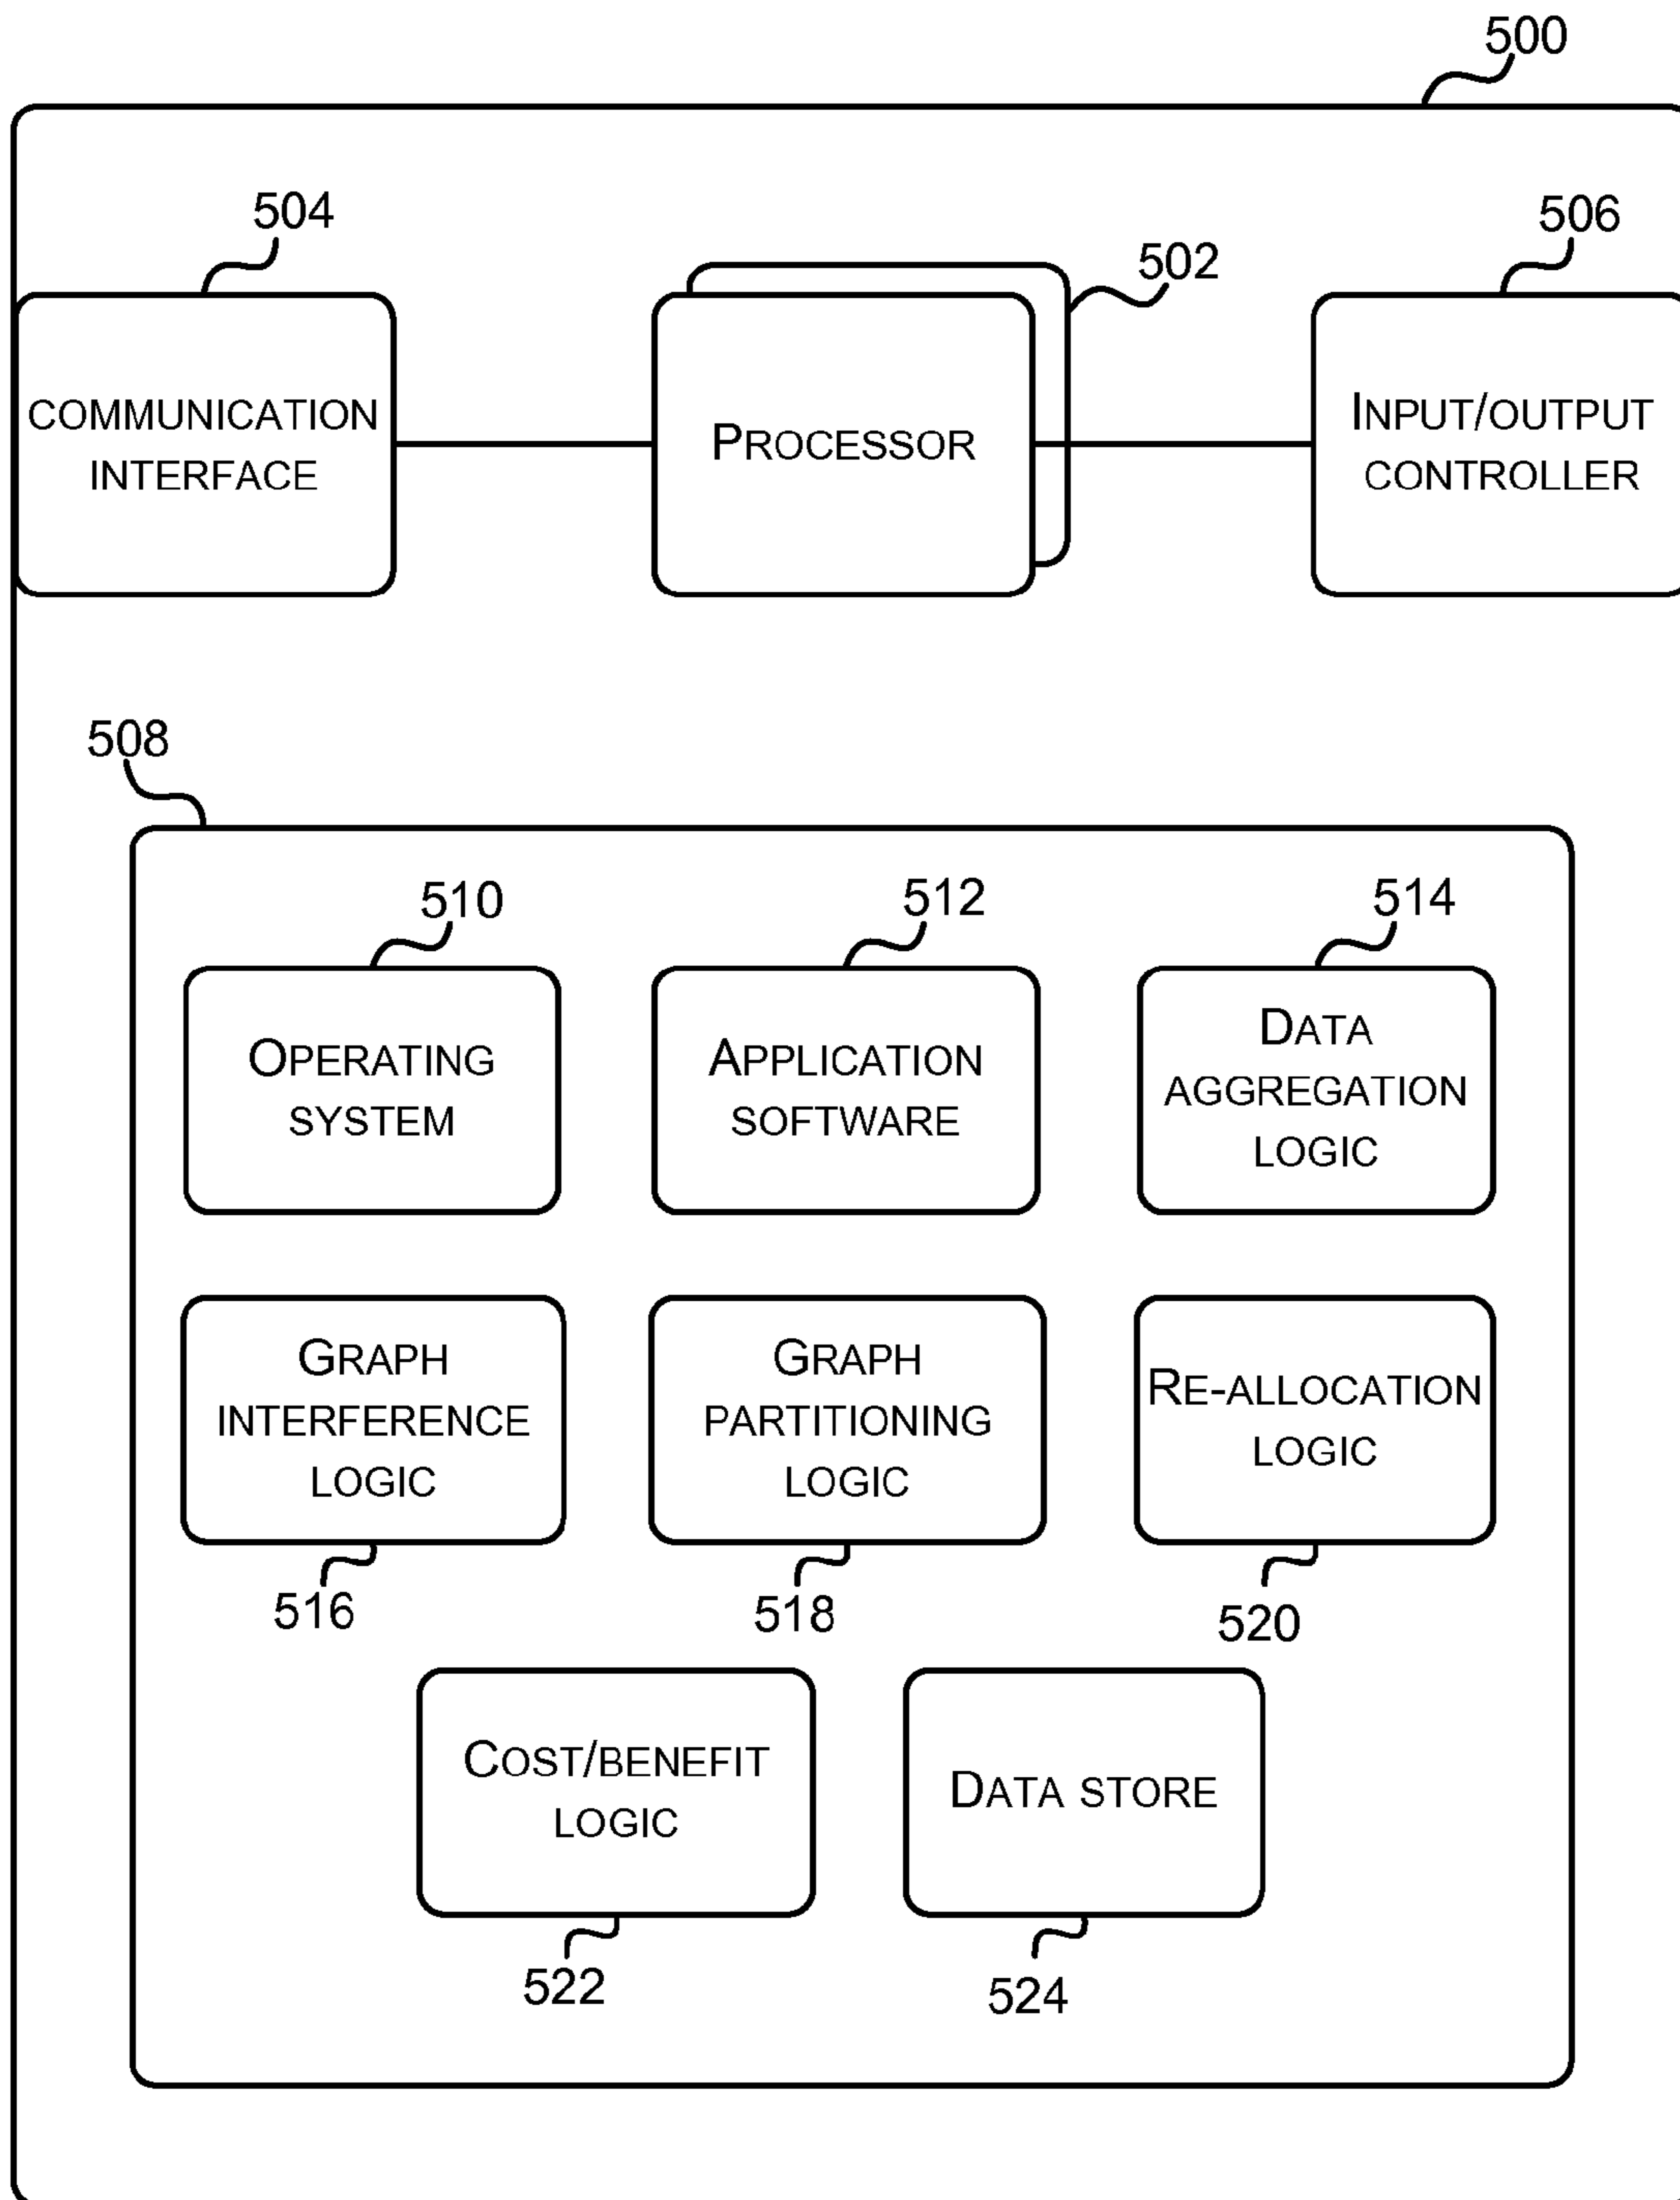 500
504
502
506
COMMUNICATION
INTERFACE
PROCESSOR
INPUT/OUTPUT
CONTROLLER
508
510
512
514
OPERATING
SYSTEM
APPLICATION
SOFTWARE
DATA
AGGREGATION
LOGIC
GRAPH
INTERFERENCE
LOGIC
GRAPH
PARTITIONING
LOGIC
RE-ALLOCATION
LOGIC
516
518
520
COST/BENEFIT
LOGIC
DATA STORE
522
524